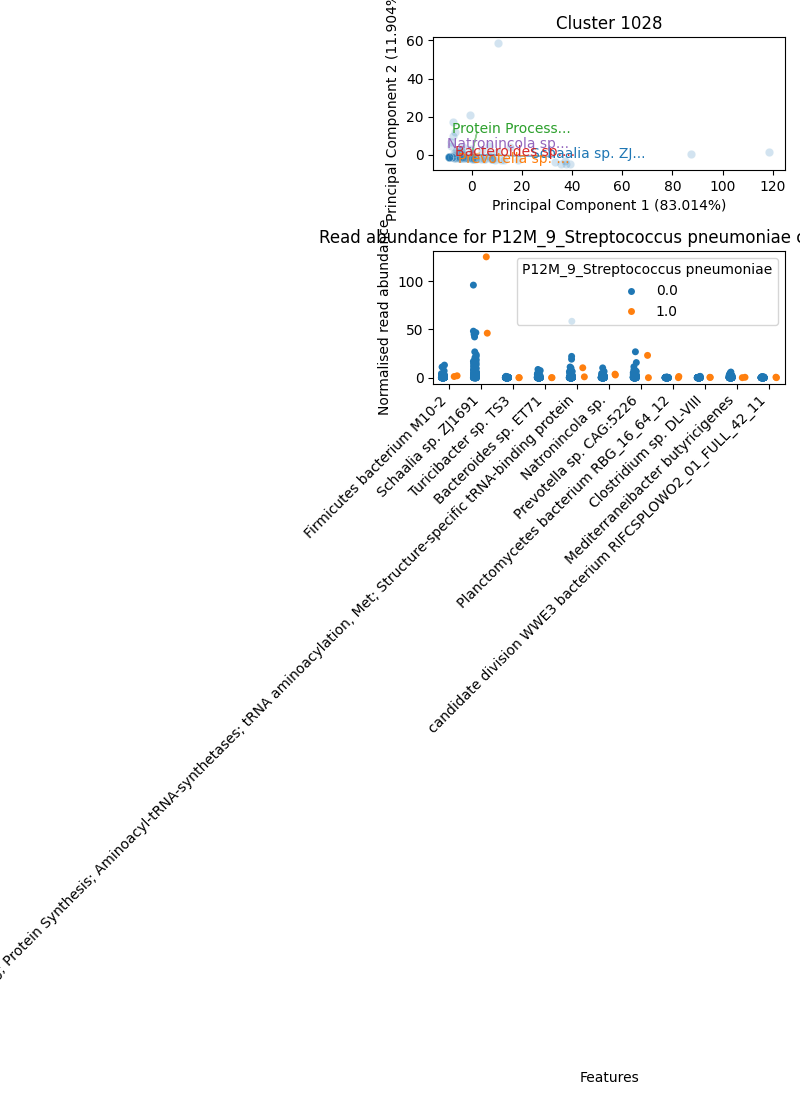 Cluster 1028
Principal Component 2 (11.904%
60
40
20
0
Protein Process...
Natronincola sp....
Bacteroides sp....
Schaalia sp. ZJ...
0
20
40
60
80
100
120
Principal Component 1 (83.014%)
Read abundance for P12M_9_Streptococcus pneumoniae
Normalised read abundance
100
50
0
P12M_9_Streptococcus pneumoniae
0.0
1.0
Firmicutes bacterium M10-2
Schaalia sp. ZJ1691
Turicibacter sp. TS3
Bacteroides sp. ET71
Protein Synthesis; Aminoacyl-tRNA-synthetases; tRNA aminoacylation, Met; Structure-specific tRNA-binding protein
Natronincola sp.
Prevotella sp. CAG:5226
Planctomycetes bacterium RBG_16_64_12
Clostridium sp. DL-VIII
Mediterraneibacter butyricigenes
candidate division WWE3 bacterium RIFCSPLOWO2_01_FULL_42_11
Features